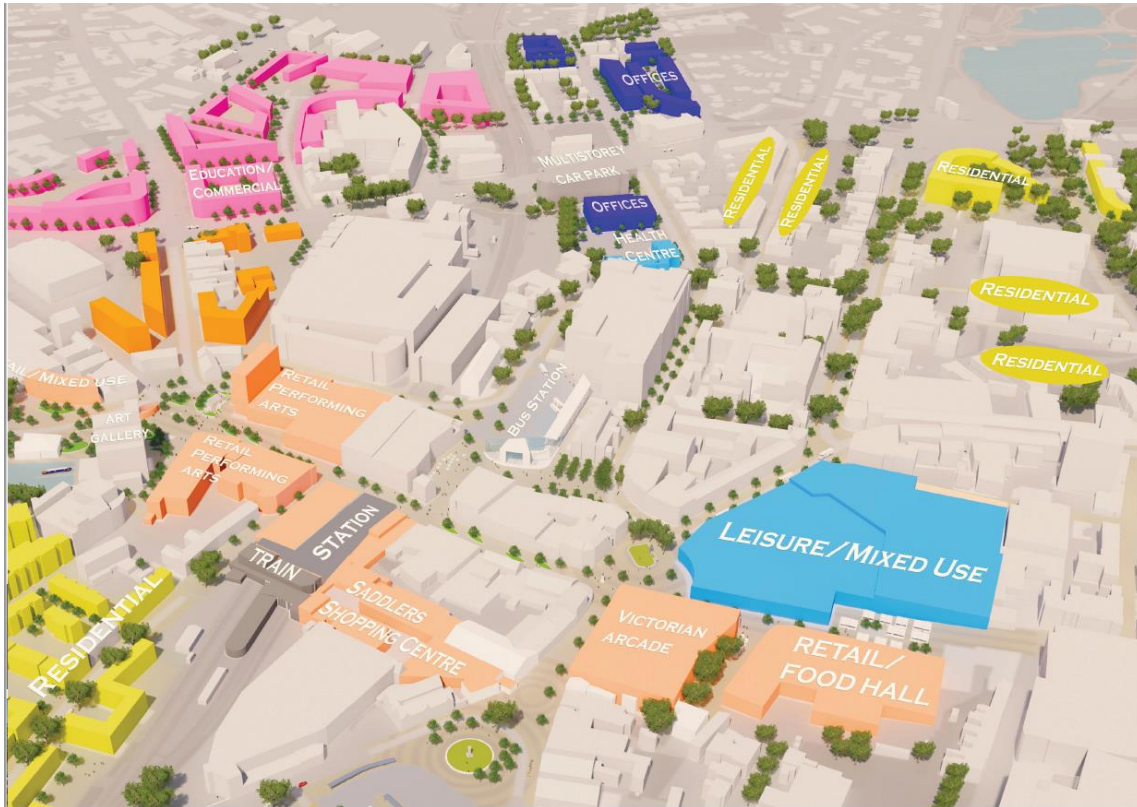 OFFICES
EDUCATION/
COMMERCIAL
MULTISTOREY
CAR PARK
RESIDENTIAL
RESIDENTIAL
RESIDENTIAL
OFFICES
HEALTH
CENTRE
RESIDENTIAL
RESIDENTIAL
AIL/MIXED USE
ART
GALLERY
RETAIL
PERFORMING
ARTS
BUS STATION
RETAIL
PERFORMING
ARTS
STATION
TRAIN
LEISURE/MIXED USE
SADDLERS
SHOPPING CENTRE
VICTORIAN
ARCADE
RETAIL/
FOOD HALL
RESIDENTIAL